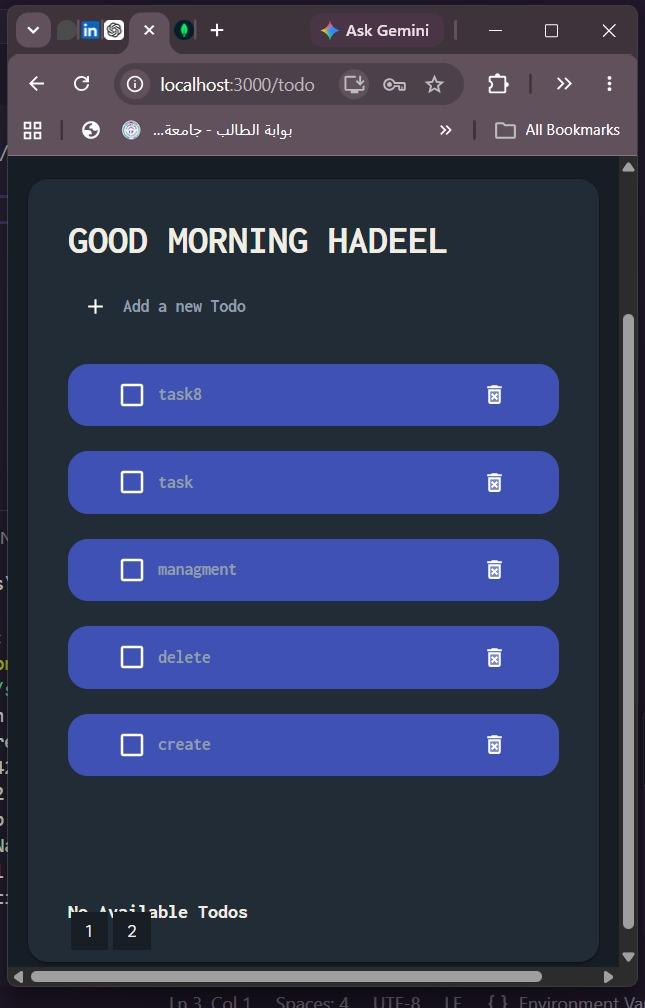 Ask Gemini
localhost:3000/todo
بوابة الطالب - جامعة...
All Bookmarks
GOOD MORNING HADEEL
Add a new Todo
task8
task
managment
delete
create
No Available Todos
1 2
Ln 3, Col 1 Spaces: 4 UTF-8 LF {} Environment Va